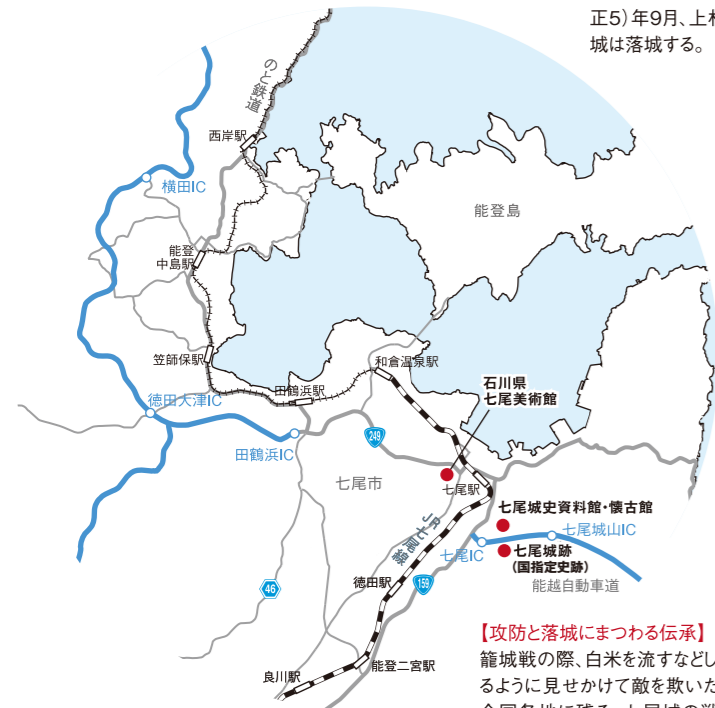 正5)年9月、上杉
城は落城する。
のと鉄道
西岸駅
横田IC
能登島
能登
中島駅
笠師保駅
和倉温泉駅
石川県
七尾美術館
田鶴浜駅
徳田大津IC
田鶴浜IC
249
七尾市
七尾駅
七尾城史資料館・懐古館
七尾城山IC
七尾IC
七尾城跡
(国指定史跡)
能越自動車道
JR七尾線
徳田駅
159
46
能登二宮駅
良川駅
【攻防と落城にまつわる伝承】
籠城戦の際、白米を流すなどし
るように見せかけて敵を欺いた